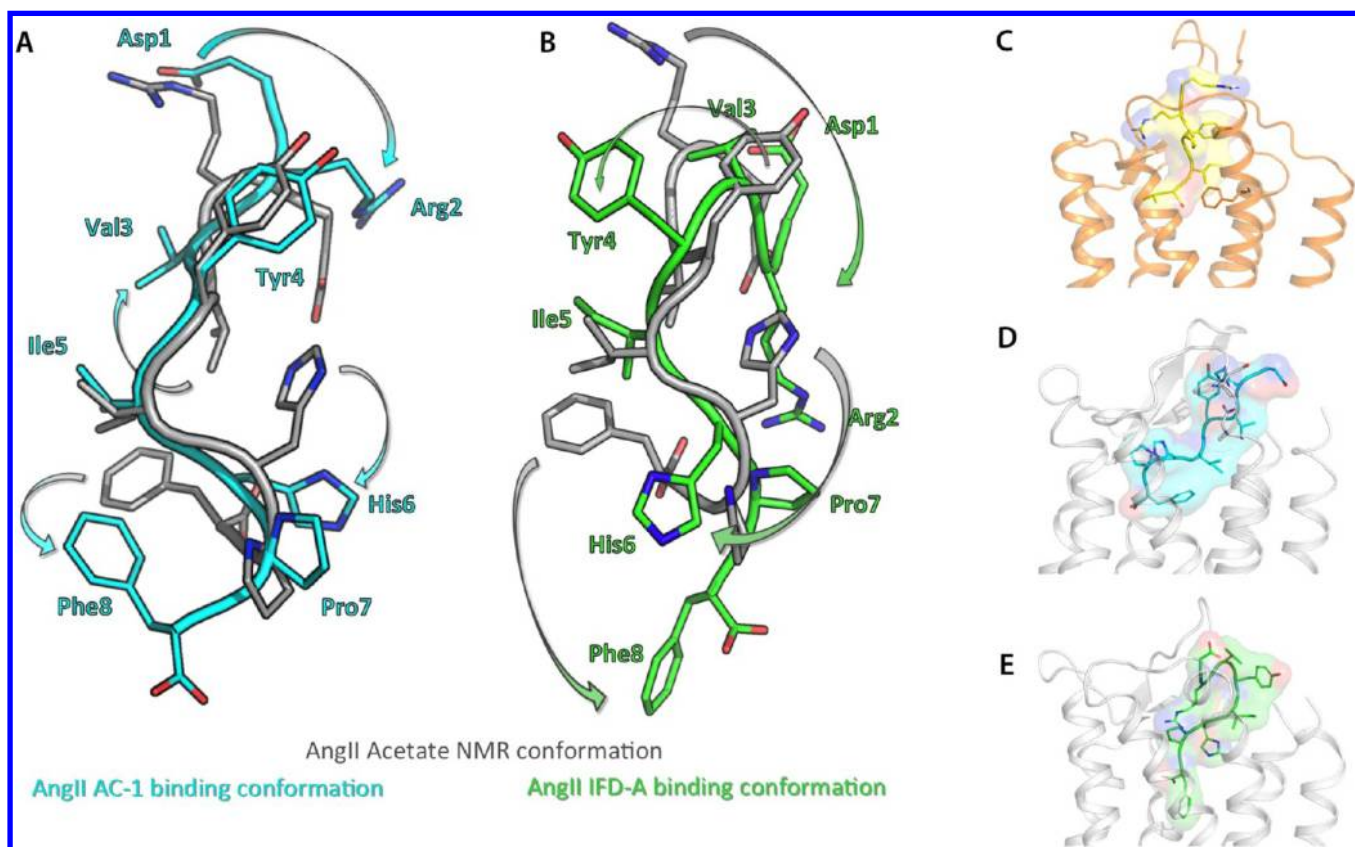 A
Asp1
Val3
Arg2
Tyr4
Ile5
His6
Phe8
Pro7
B
Val3
Asp1
Tyr4
Ile5
Arg2
Pro7
His6
Phe8
AngII Acetate NMR conformation
AngII AC-1 binding conformation
AngII IFD-A binding conformation
C
D
E